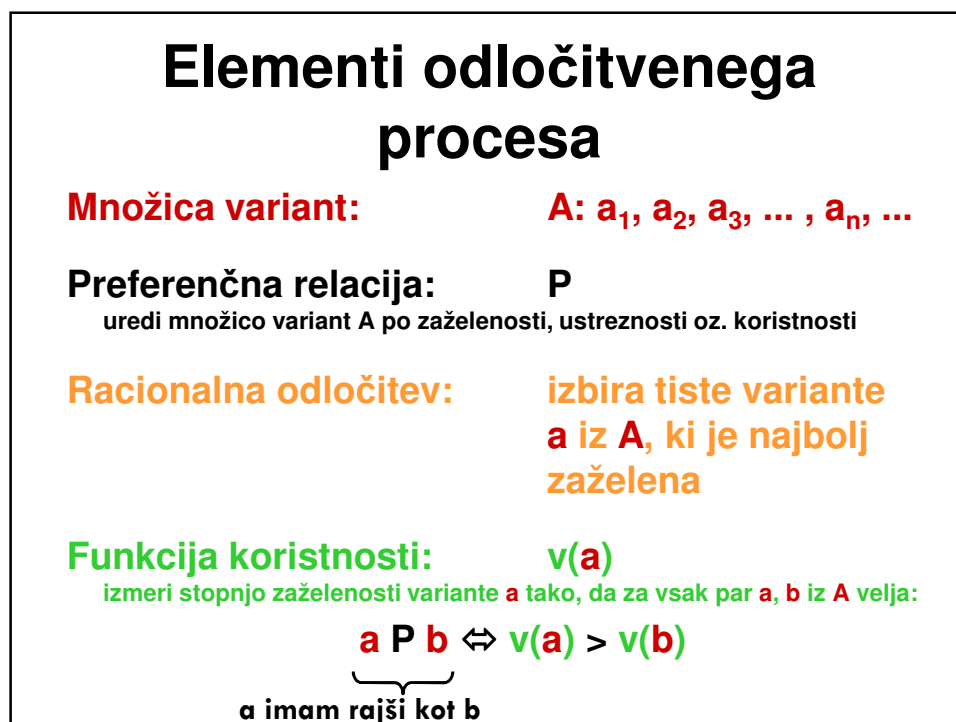 Elementi odločitvenega
procesa
Množica variant: A: a₁, a₂, a₃, ... , aₙ, ...
Preferenčna relacija: P
uredi množico variant A po zaželenosti, ustreznosti oz. koristnosti
Racionalna odločitev: izbira tiste variante
a iz A, ki je najbolj
zaželena
Funkcija koristnosti: v(a)
izmeri stopnjo zaželenosti variante a tako, da za vsak par a, b iz A velja:
a P b ⇔ v(a) > v(b)
a imam rajši kot b